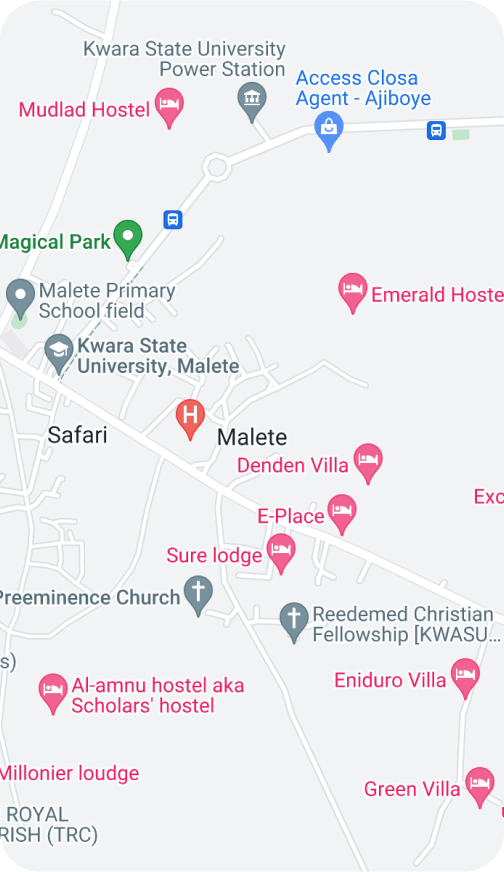 Kwara State University
Power Station
Access Closa
Agent - Ajiboye
Mudlad Hostel
Magical Park
Malete Primary
School field
Emerald Hoste
Kwara State
University, Malete
H
Safari
Malete
Denden Villa
Exc
E-Place
Sure lodge
Preeminence Church
Reedemed Christian
Fellowship [KWASU...
s)
Eniduro Villa
Al-amnu hostel aka
Scholars' hostel
Millonier loudge
Green Villa
ROYAL
RISH (TRC)